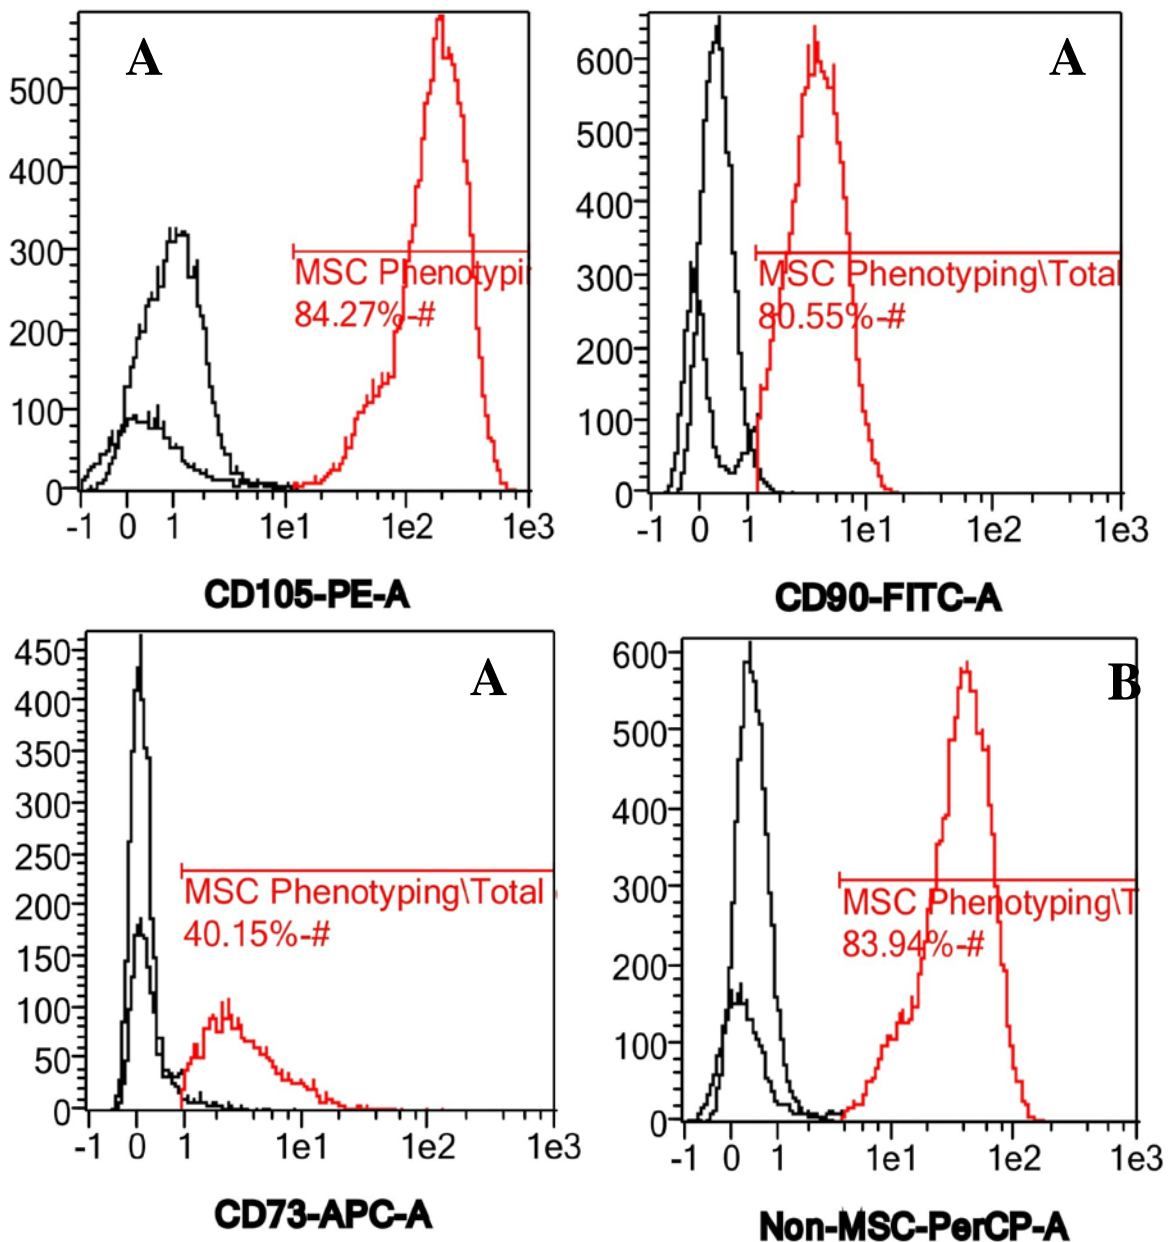 A
500
400
300
200
100
0
MSC Phenotypi
84.27%-#
-1 0 1 1e1 1e2 1e3
CD105-PE-A
A
600
500
400
300
200
100
0
MSC Phenotyping\Total
80.55%-#
-1 0 1 1e1 1e2 1e3
CD90-FITC-A
A
450
400
350
300
250
200
150
100
50
0
MSC Phenotyping\Total
40.15%-#
-1 0 1 1e1 1e2 1e3
CD73-APC-A
B
600
500
400
300
200
100
0
MSC Phenotyping\T
83.94%-#
-1 0 1 1e1 1e2 1e3
Non-MSC-PerCP-A